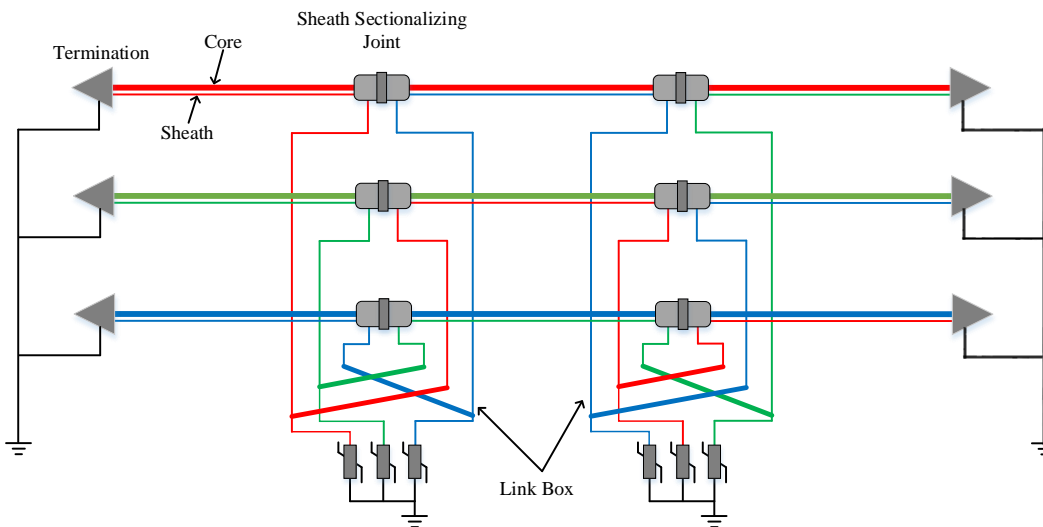 Sheath Sectionalizing
Joint
Termination
Core
Sheath
Link Box